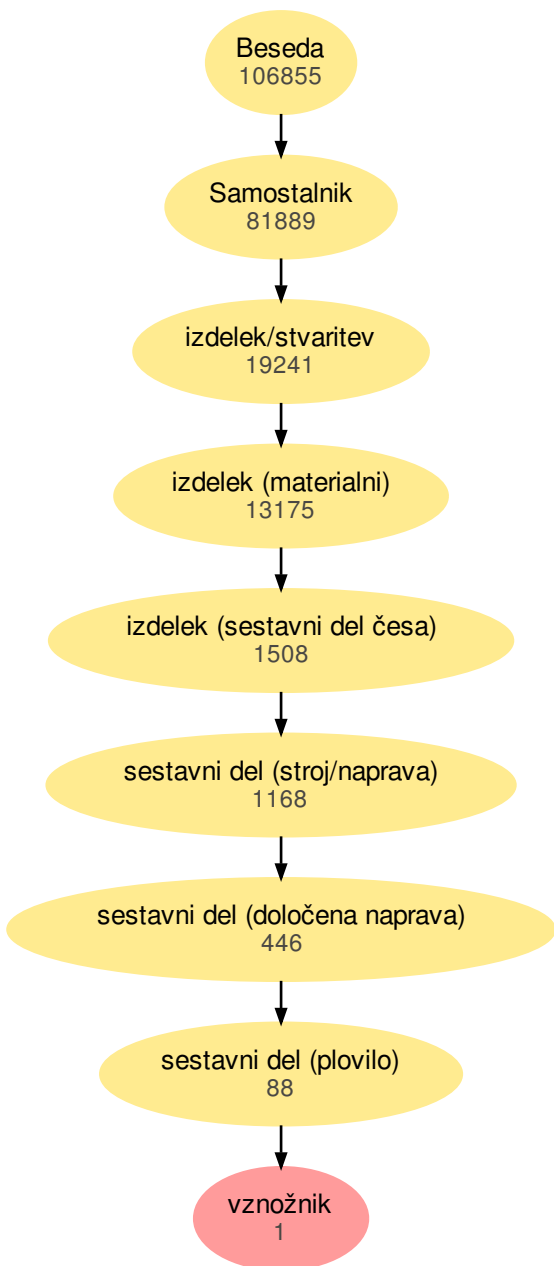 Beseda
106855
Samostalnik
81889
izdelek/stvaritev
19241
izdelek (materialni)
13175
izdelek (sestavni del česa)
1508
sestavni del (stroj/naprava)
1168
sestavni del (določena naprava)
446
sestavni del (plovilo)
88
vznožnik
1